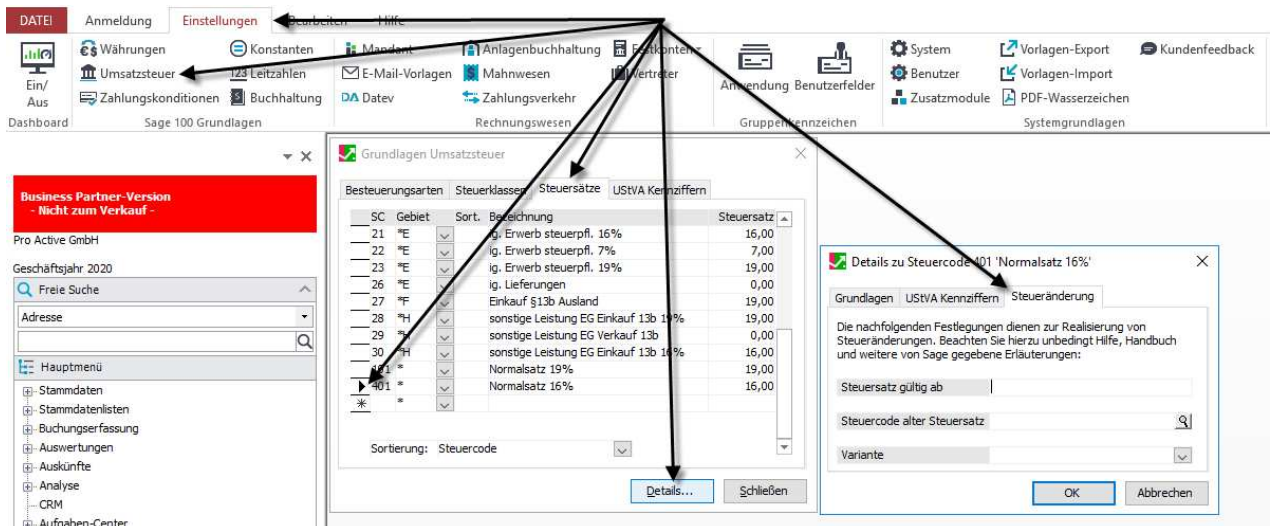 DATEI Anmeldung Einstellungen Bearbeiten Hilfe
Ein/
Aus
Dashboard
Währungen
Umsatzsteuer
Zahlungskonditionen
Konstanten
123 Leitzahlen
Buchhaltung
Sage 100 Grundlagen
Mandant
E-Mail-Vorlagen
Datev
Anlagenbuchhaltung
Mahnwesen
Zahlungsverkehr
Festkonten
Vertreter
Rechnungswesen
Anwendung Benutzerfelder
Gruppenkennzeichen
System
Benutzer
Zusatzmodule
Vorlagen-Export
Vorlagen-Import
PDF-Wasserzeichen
Kundenfeedback
Systemgrundlagen
Business Partner-Version
- Nicht zum Verkauf -
Pro Active GmbH
Geschäftsjahr 2020
Freie Suche
Adresse
Hauptmenü
Stammdaten
Stammdatenlisten
Buchungserfassung
Auswertungen
Auskünfte
Analyse
CRM
Aufgaben-Center
Grundlagen Umsatzsteuer
Besteuerungsarten Steuerklassen Steuersätze UStVA Kennziffern
SC Gebiet Sort. Bezeichnung Steuersatz
21 *E ig. Erwerb steuerpfl. 16% 16,00
22 *E ig. Erwerb steuerpfl. 7% 7,00
23 *E ig. Erwerb steuerpfl. 19% 19,00
26 *E ig. Lieferungen 0,00
27 *F Einkauf §13b Ausland 19,00
28 *H sonstige Leistung EG Einkauf 13b 19% 19,00
29 *H sonstige Leistung EG Verkauf 13b 0,00
30 *H sonstige Leistung EG Einkauf 13b 16% 16,00
* Normalsatz 19% 19,00
401 * Normalsatz 16% 16,00
* *
Sortierung: Steuercode
Details... Schließen
Details zu Steuercode 401 'Normalsatz 16%'
Grundlagen UStVA Kennziffern Steueränderung
Die nachfolgenden Festlegungen dienen zur Realisierung von
Steueränderungen. Beachten Sie hierzu unbedingt Hilfe, Handbuch
und weitere von Sage gegebene Erläuterungen:
Steuersatz gültig ab
Steuercode alter Steuersatz
Variante
OK Abbrechen